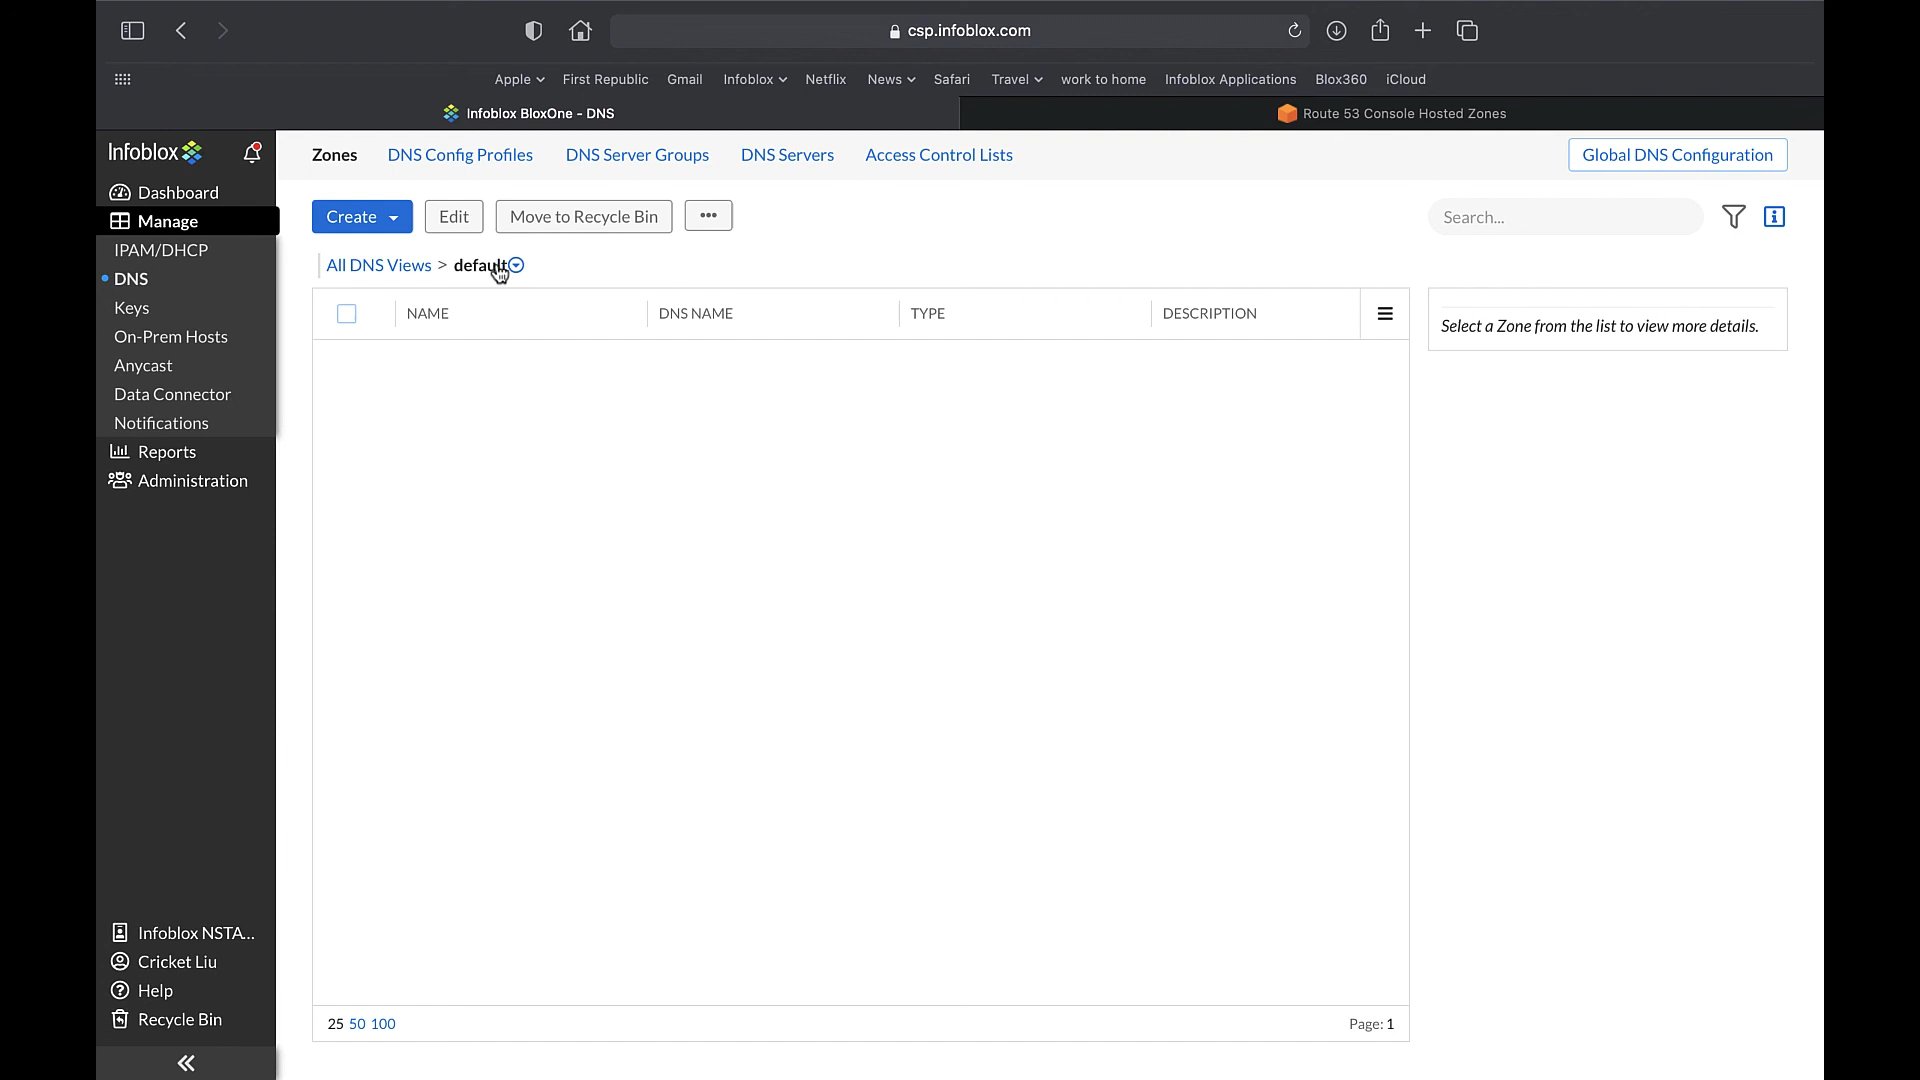 csp.infoblox.com
Apple First Republic Gmail Infoblox Netflix News Safari Travel work to home Infoblox Applications Blox360 iCloud
Infoblox BloxOne - DNS Route 53 Console Hosted Zones
Infoblox
Dashboard
Manage
IPAM/DHCP
DNS
Keys
On-Prem Hosts
Anycast
Data Connector
Notifications
Reports
Administration
Infoblox NSTA...
Cricket Liu
Help
Recycle Bin
Zones DNS Config Profiles DNS Server Groups DNS Servers Access Control Lists Global DNS Configuration
Create Edit Move to Recycle Bin ••• Search...
All DNS Views > default
NAME DNS NAME TYPE DESCRIPTION
Select a Zone from the list to view more details.
25 50 100 Page: 1